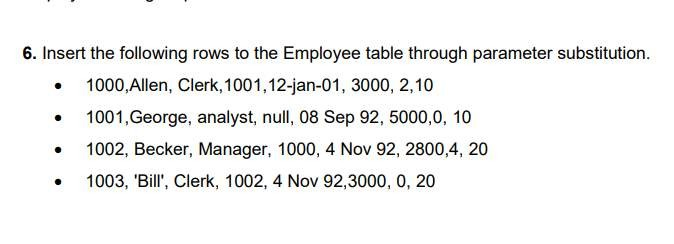 6. Insert the following rows to the Employee table through parameter substitution.
• 1000,Allen, Clerk,1001,12-jan-01, 3000, 2,10
• 1001,George, analyst, null, 08 Sep 92, 5000,0, 10
• 1002, Becker, Manager, 1000, 4 Nov 92, 2800,4, 20
• 1003, 'Bill', Clerk, 1002, 4 Nov 92,3000, 0, 20